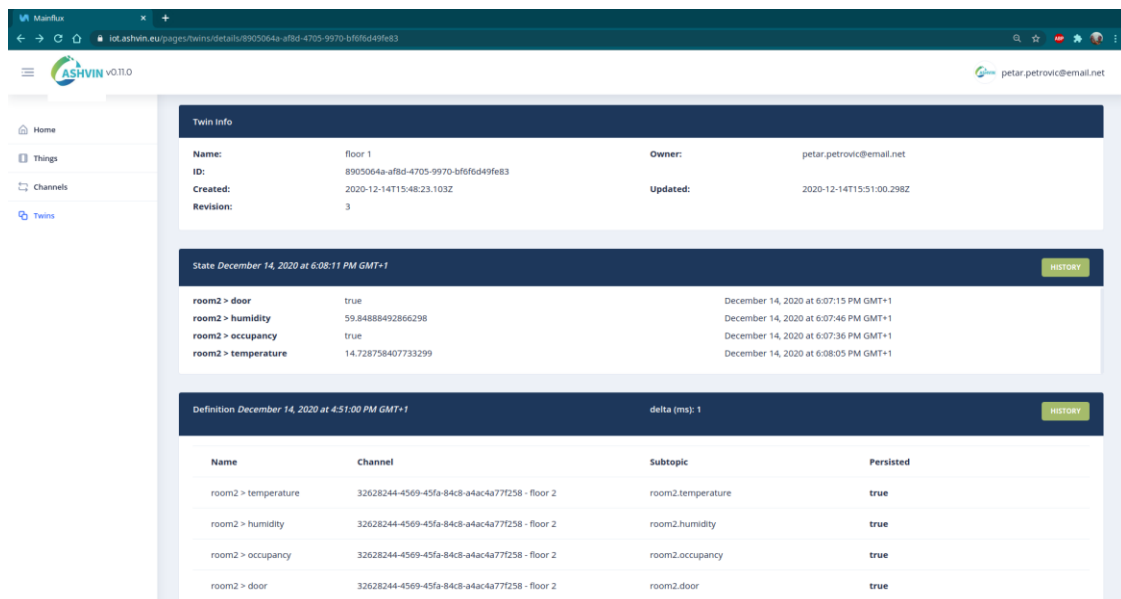 Mainflux
iot.ashvin.eu/pages/twins/details/8905064a-af8d-4705-9970-bf6f6d49fe83
ABP
ASHVIN v0.11.0
petar.petrovic@email.net
Home
Things
Channels
Twins
Twin Info
Name: floor 1 Owner: petar.petrovic@email.net
ID: 8905064a-af8d-4705-9970-bf6f6d49fe83
Created: 2020-12-14T15:48:23.103Z Updated: 2020-12-14T15:51:00.298Z
Revision: 3
State December 14, 2020 at 6:08:11 PM GMT+1 HISTORY
room2 > door true December 14, 2020 at 6:07:15 PM GMT+1
room2 > humidity 59.84888492866298 December 14, 2020 at 6:07:46 PM GMT+1
room2 > occupancy true December 14, 2020 at 6:07:36 PM GMT+1
room2 > temperature 14.728758407733299 December 14, 2020 at 6:08:05 PM GMT+1
Definition December 14, 2020 at 4:51:00 PM GMT+1 delta (ms): 1 HISTORY
Name Channel Subtopic Persisted
room2 > temperature 32628244-4569-45fa-84c8-a4ac4a77f258 - floor 2 room2.temperature true
room2 > humidity 32628244-4569-45fa-84c8-a4ac4a77f258 - floor 2 room2.humidity true
room2 > occupancy 32628244-4569-45fa-84c8-a4ac4a77f258 - floor 2 room2.occupancy true
room2 > door 32628244-4569-45fa-84c8-a4ac4a77f258 - floor 2 room2.door true